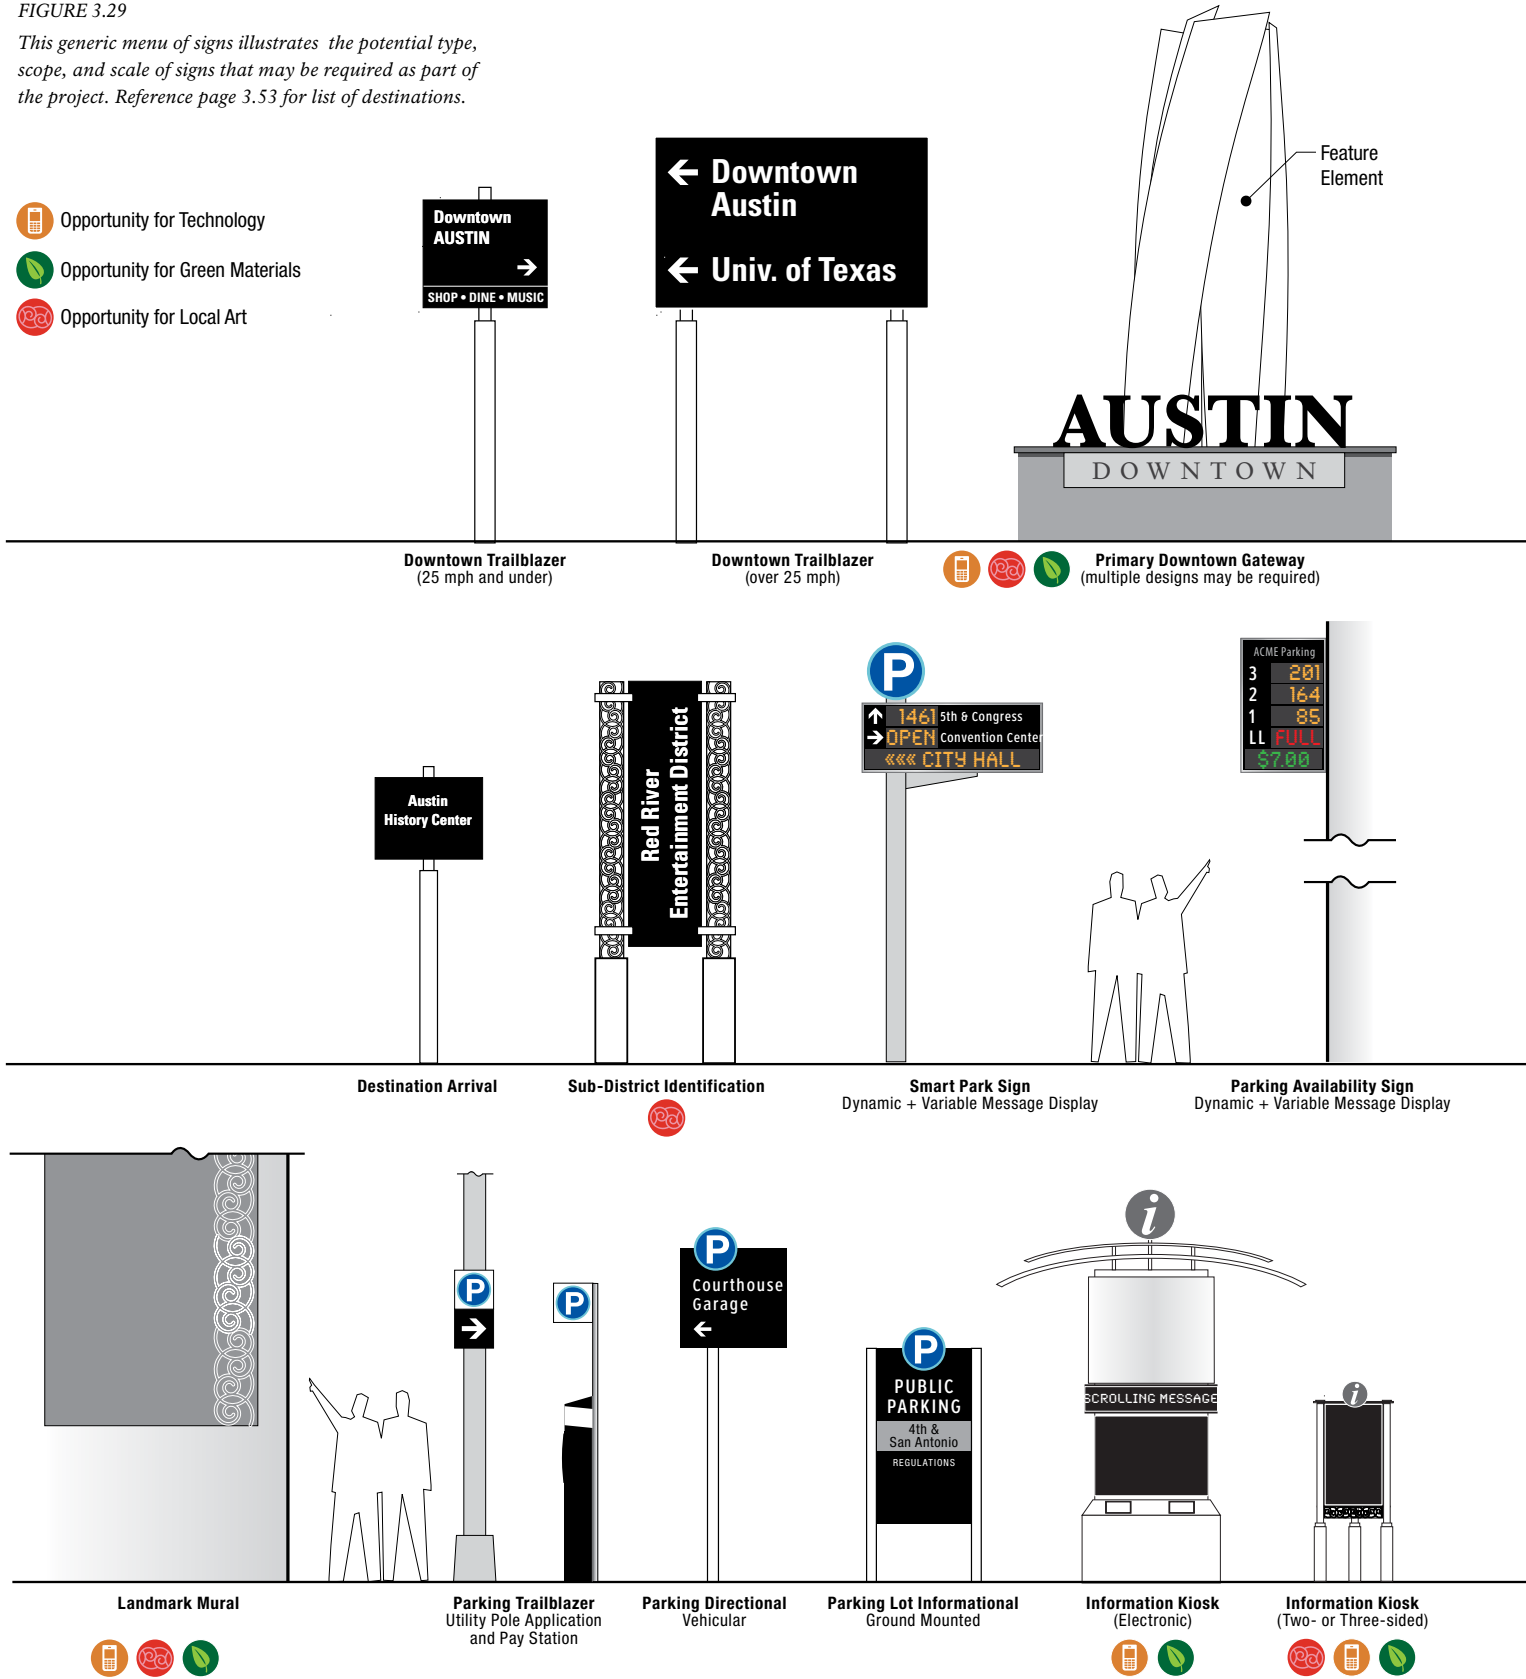 FIGURE 3.29
This generic menu of signs illustrates the potential type,
scope, and scale of signs that may be required as part of
the project. Reference page 3.53 for list of destinations.
Opportunity for Technology
Opportunity for Green Materials
Opportunity for Local Art
Downtown
AUSTIN
→
SHOP • DINE • MUSIC
← Downtown
Austin
← Univ. of Texas
Feature
Element
AUSTIN
DOWNTOWN
Downtown Trailblazer
(25 mph and under)
Downtown Trailblazer
(over 25 mph)
Primary Downtown Gateway
(multiple designs may be required)
Austin
History Center
Red River
Entertainment District
P
↑ 1461 5th & Congress
→ OPEN Convention Center
««« CITY HALL
ACME Parking
3 201
2 164
1 85
LL FULL
$7.00
Destination Arrival
Sub-District Identification
Smart Park Sign
Dynamic + Variable Message Display
Parking Availability Sign
Dynamic + Variable Message Display
P
→
P
P
Courthouse
Garage
←
P
PUBLIC
PARKING
4th &
San Antonio
REGULATIONS
i
SCROLLING MESSAGE
i
Landmark Mural
Parking Trailblazer
Utility Pole Application
and Pay Station
Parking Directional
Vehicular
Parking Lot Informational
Ground Mounted
Information Kiosk
(Electronic)
Information Kiosk
(Two- or Three-sided)